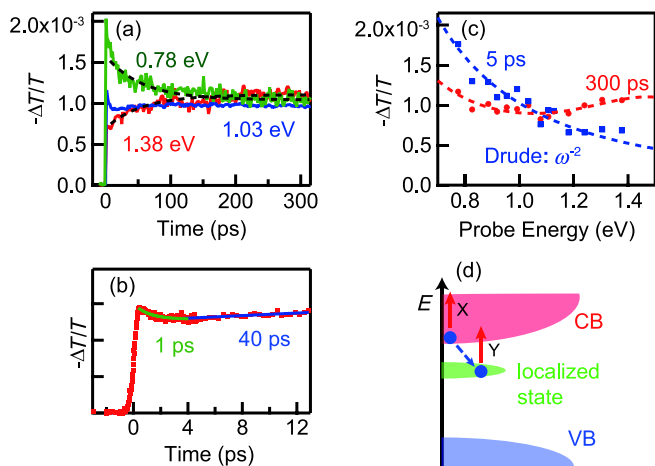 (a)
2.0x10⁻³
1.5
1.0
0.5
0.0
-ΔT/T
0.78 eV
1.03 eV
1.38 eV
0
100
200
300
Time (ps)
(c)
2.0x10⁻³
1.5
1.0
0.5
0.0
-ΔT/T
5 ps
300 ps
Drude: ω⁻²
0.8
1.0
1.2
1.4
Probe Energy (eV)
(b)
-ΔT/T
1 ps
40 ps
0
4
8
12
Time (ps)
(d)
E
X
CB
Y
localized
state
VB